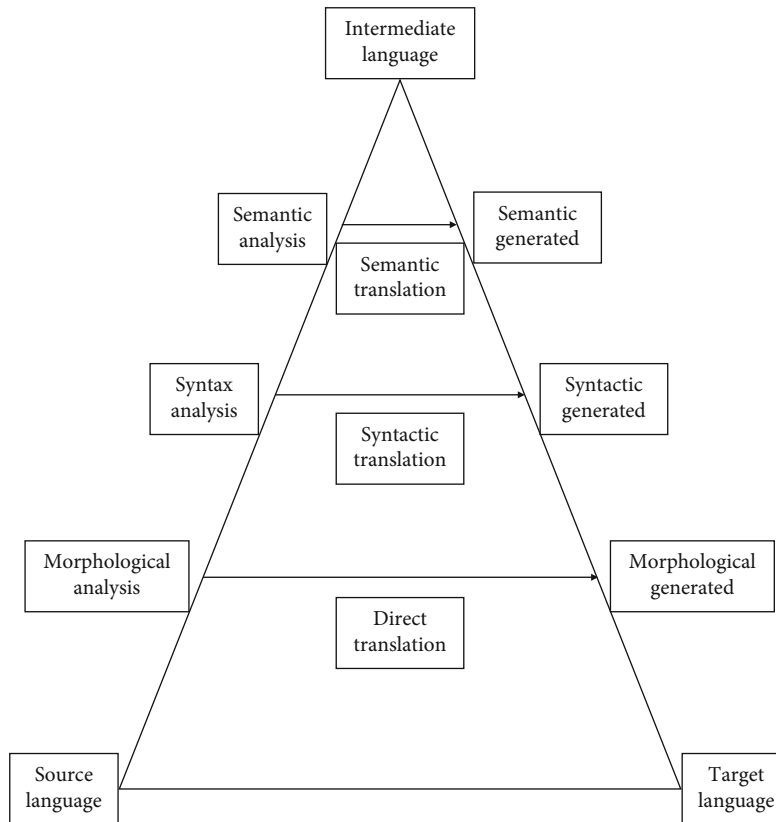 Intermediate
language
Semantic
analysis
Semantic
generated
Semantic
translation
Syntax
analysis
Syntactic
generated
Syntactic
translation
Morphological
analysis
Morphological
generated
Direct
translation
Source
language
Target
language